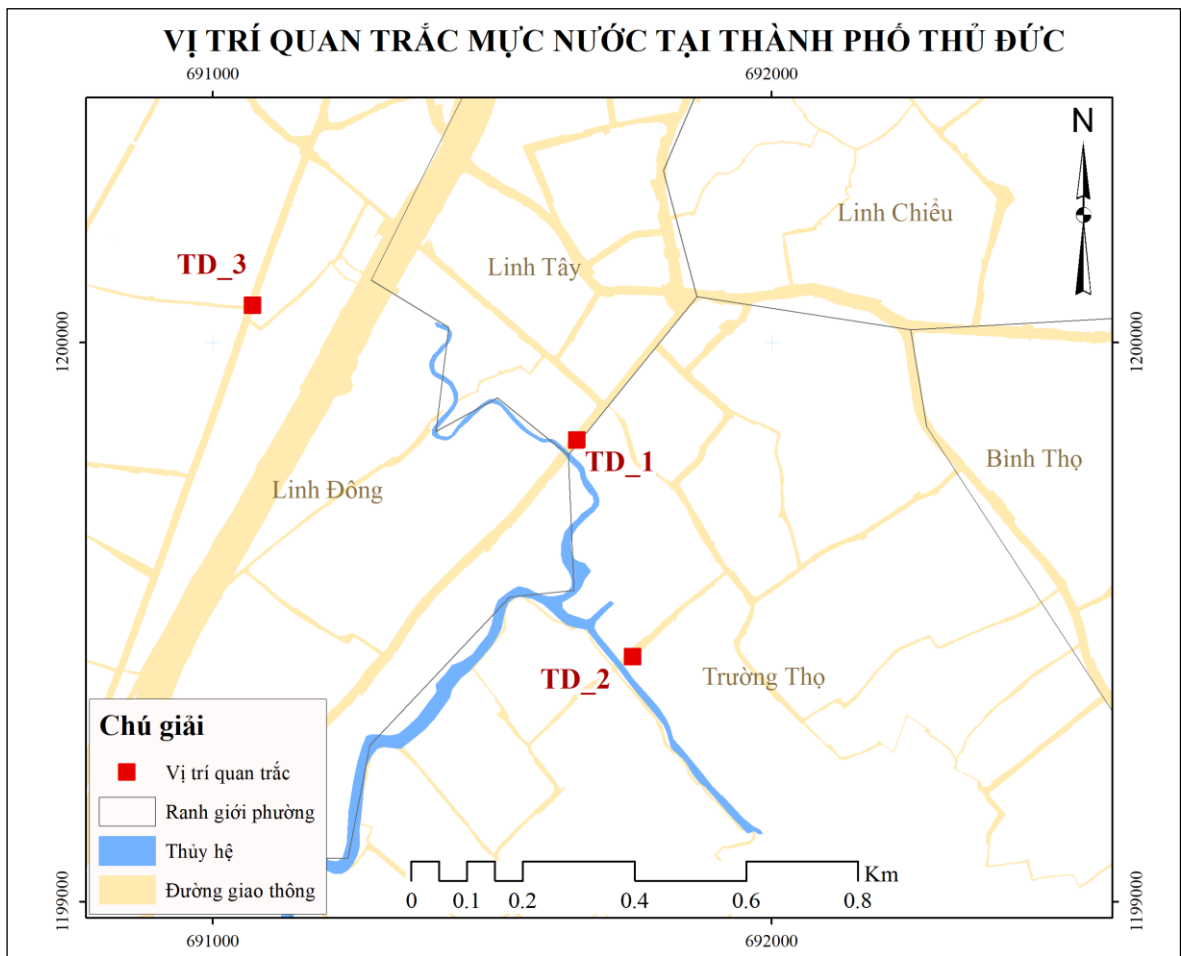 VỊ TRÍ QUAN TRẮC MỰC NƯỚC TẠI THÀNH PHỐ THỦ ĐỨC
691000
692000
N
Linh Chiểu
TD_3
Linh Tây
1200000
1200000
TD_1
Bình Thọ
Linh Đông
TD_2
Trường Thọ
Chú giải
Vị trí quan trắc
Ranh giới phường
Thủy hệ
Đường giao thông
Km
0
0.1
0.2
0.4
0.6
0.8
1199000
1199000
691000
692000